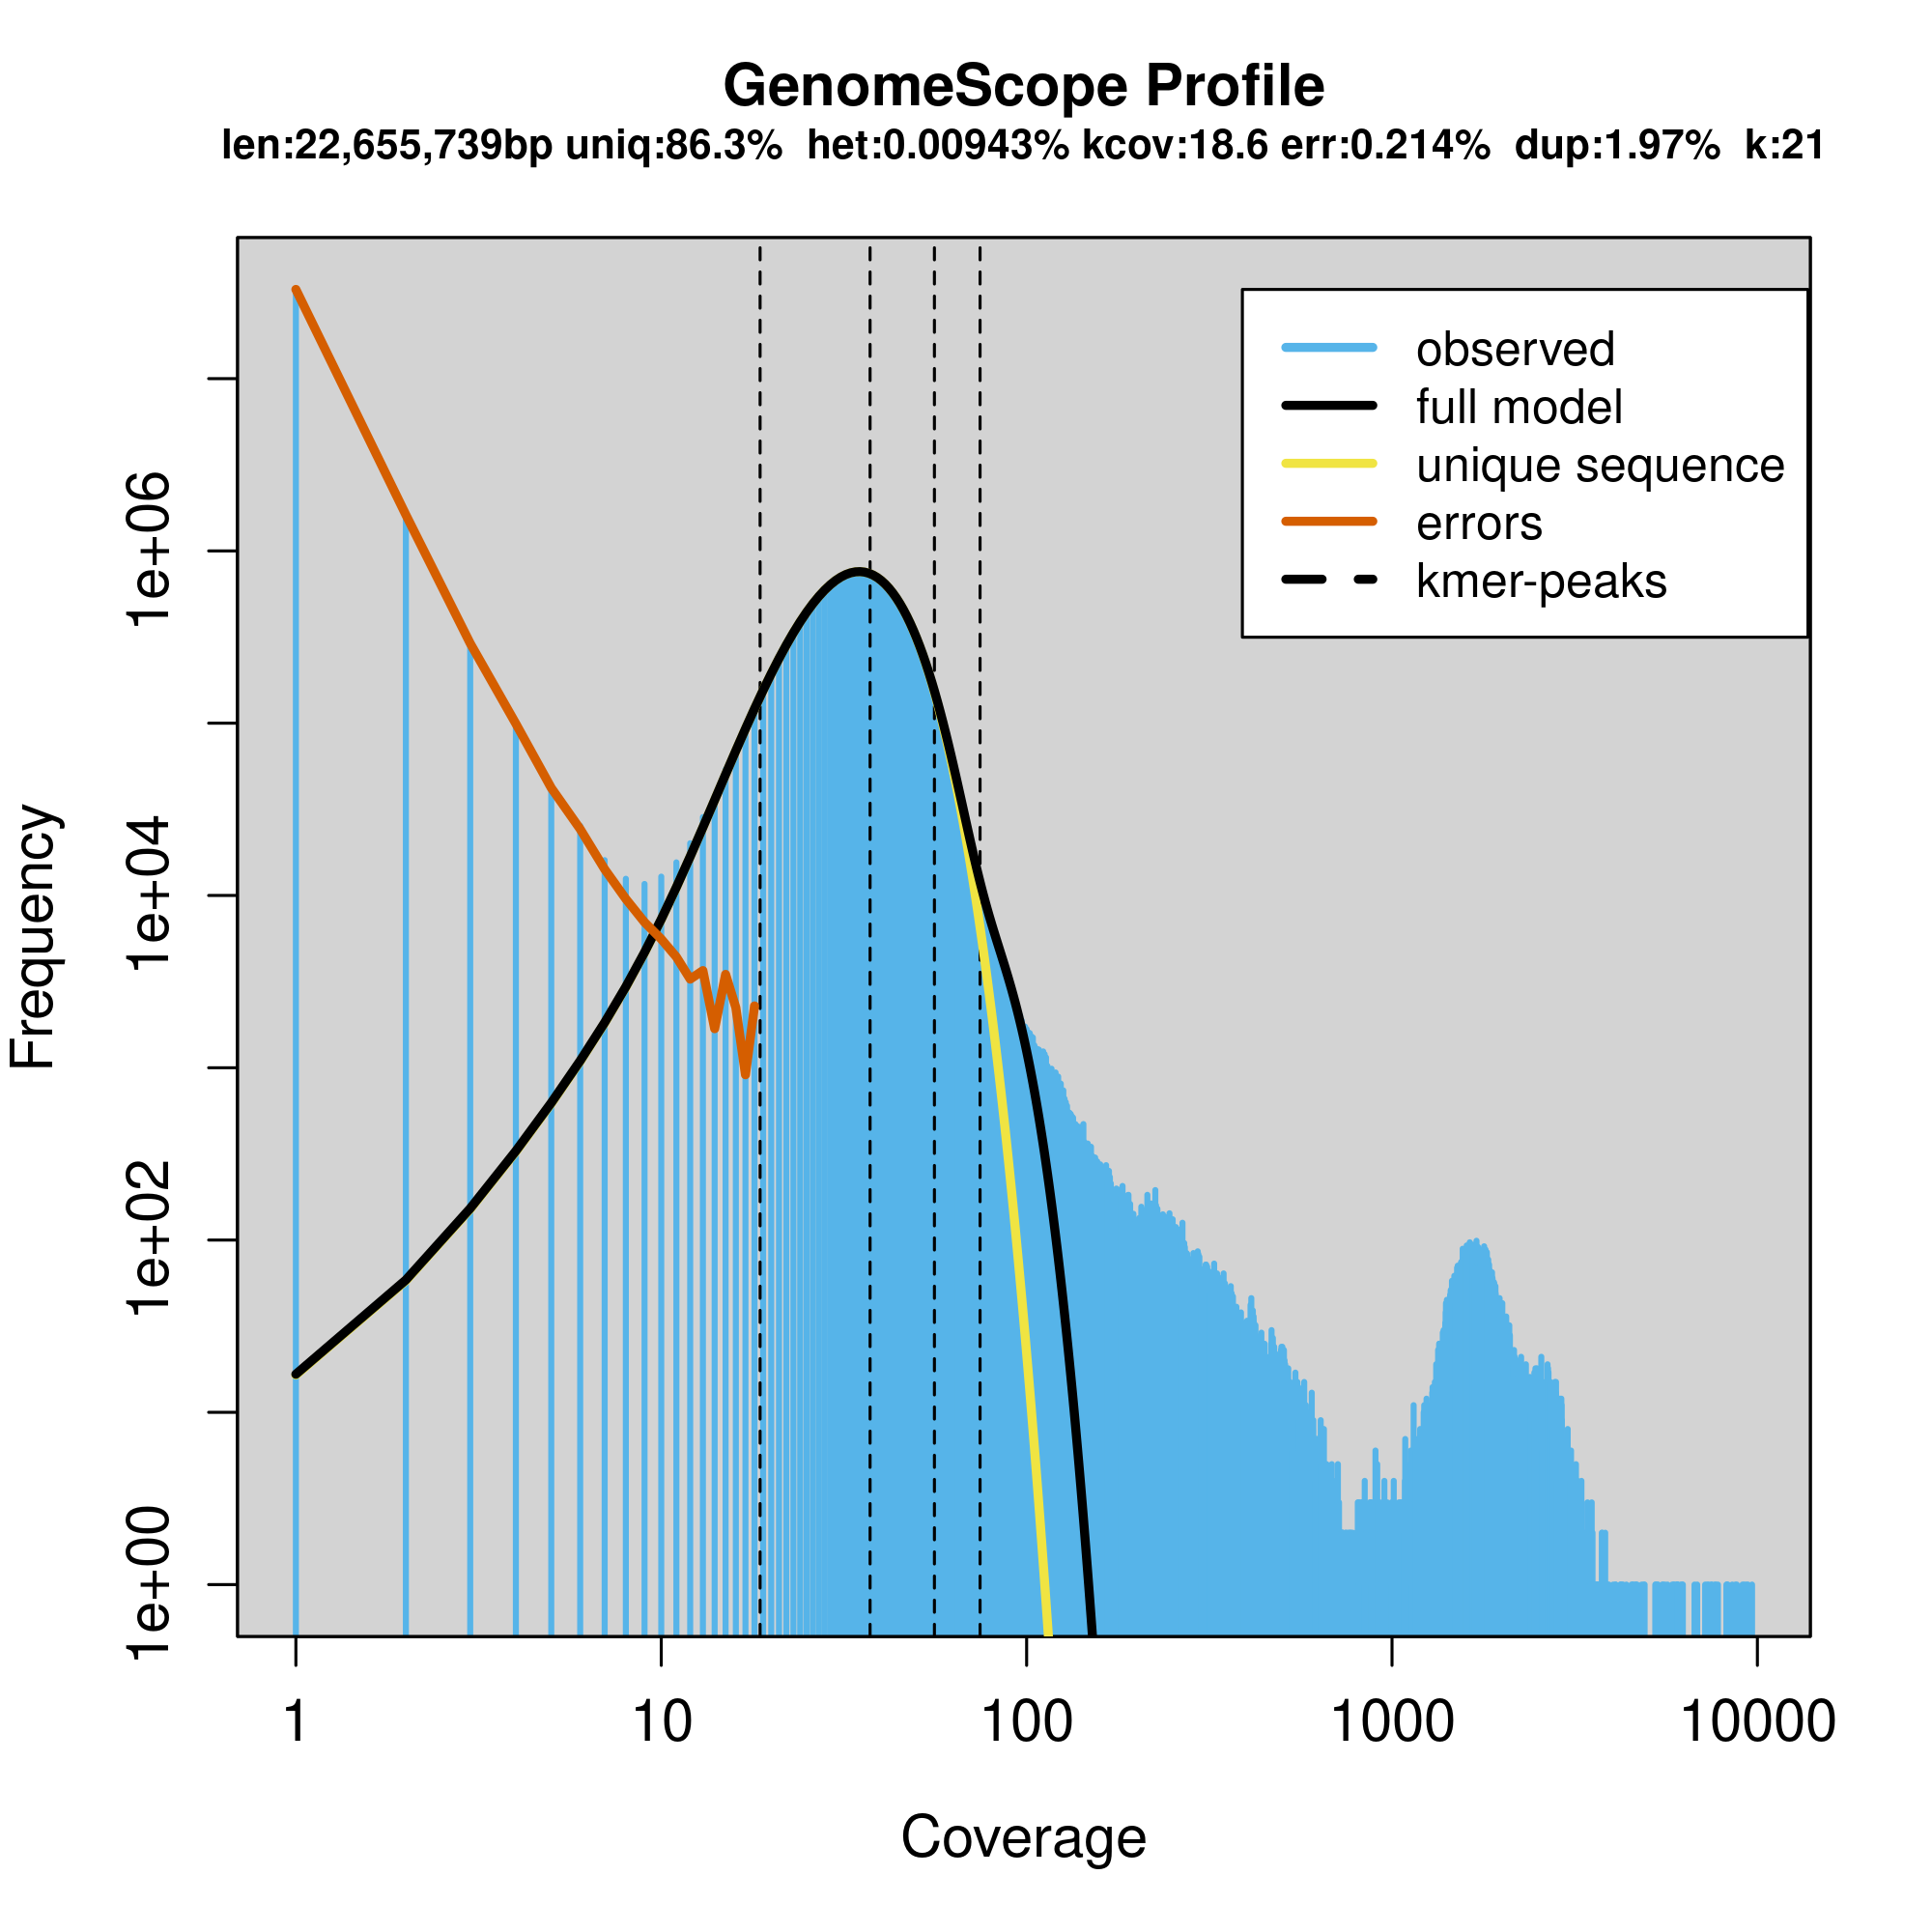 GenomeScope Profile
len:22,655,739bp uniq:86.3% het:0.00943% kcov:18.6 err:0.214% dup:1.97% k:21
observed
full model
unique sequence
errors
kmer-peaks
Frequency
1e+06
1e+04
1e+02
1e+00
1 10 100 1000 10000
Coverage